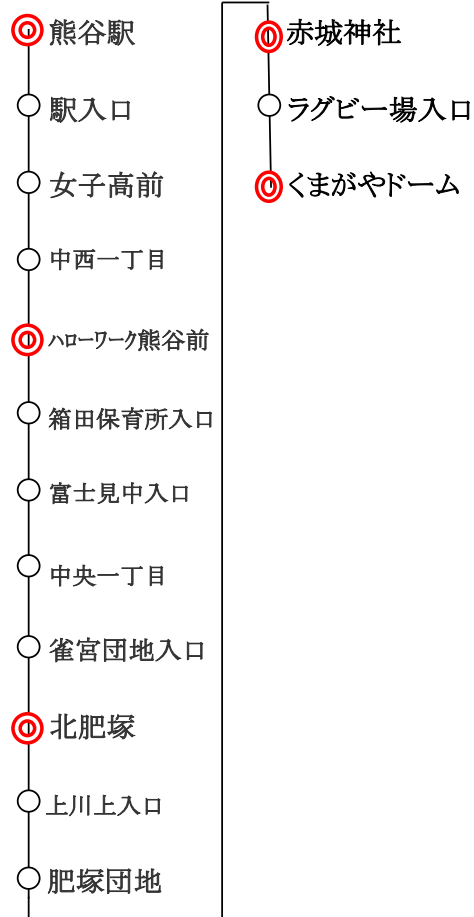 熊谷駅
駅入口
女子高前
中西一丁目
ハローワーク熊谷前
箱田保育所入口
富士見中入口
中央一丁目
雀宮団地入口
北肥塚
上川上入口
肥塚団地
赤城神社
ラグビー場入口
くまがやドーム